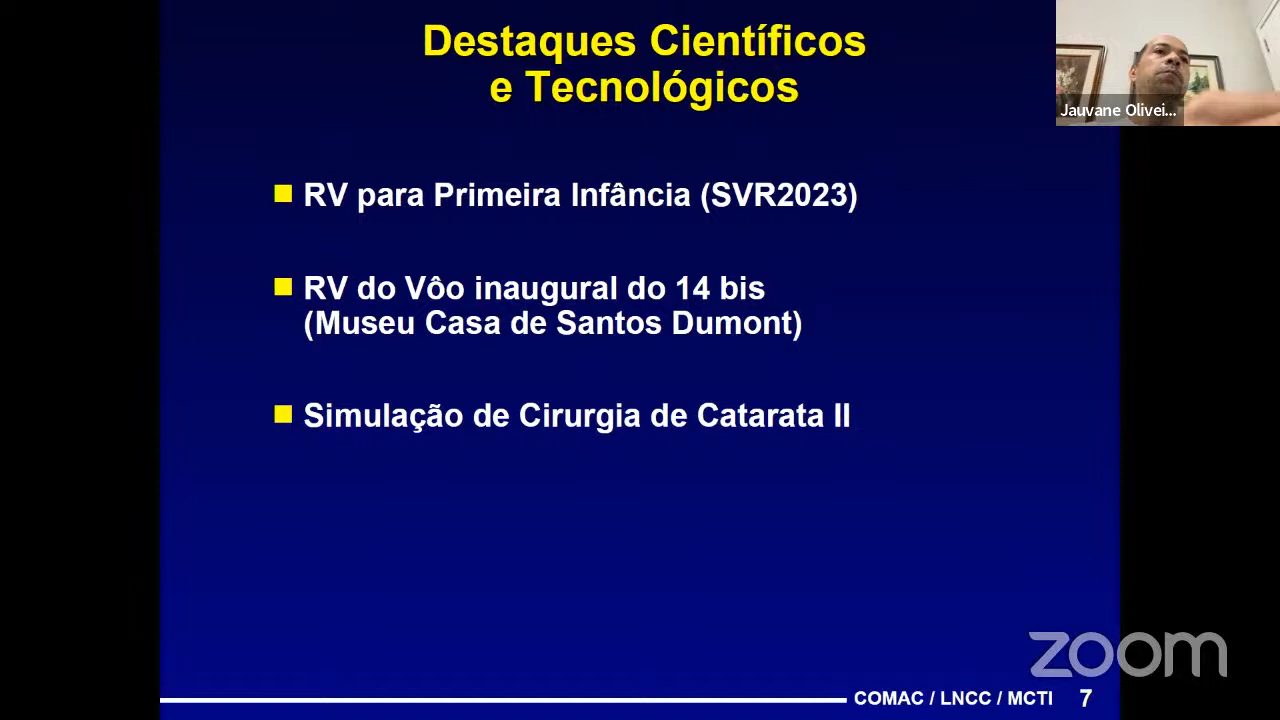 Destaques Científicos
e Tecnológicos
Jauvane Olivei...
RV para Primeira Infância (SVR2023)
RV do Vôo inaugural do 14 bis
(Museu Casa de Santos Dumont)
Simulação de Cirurgia de Catarata II
zoom
COMAC / LNCC / MCTI 7